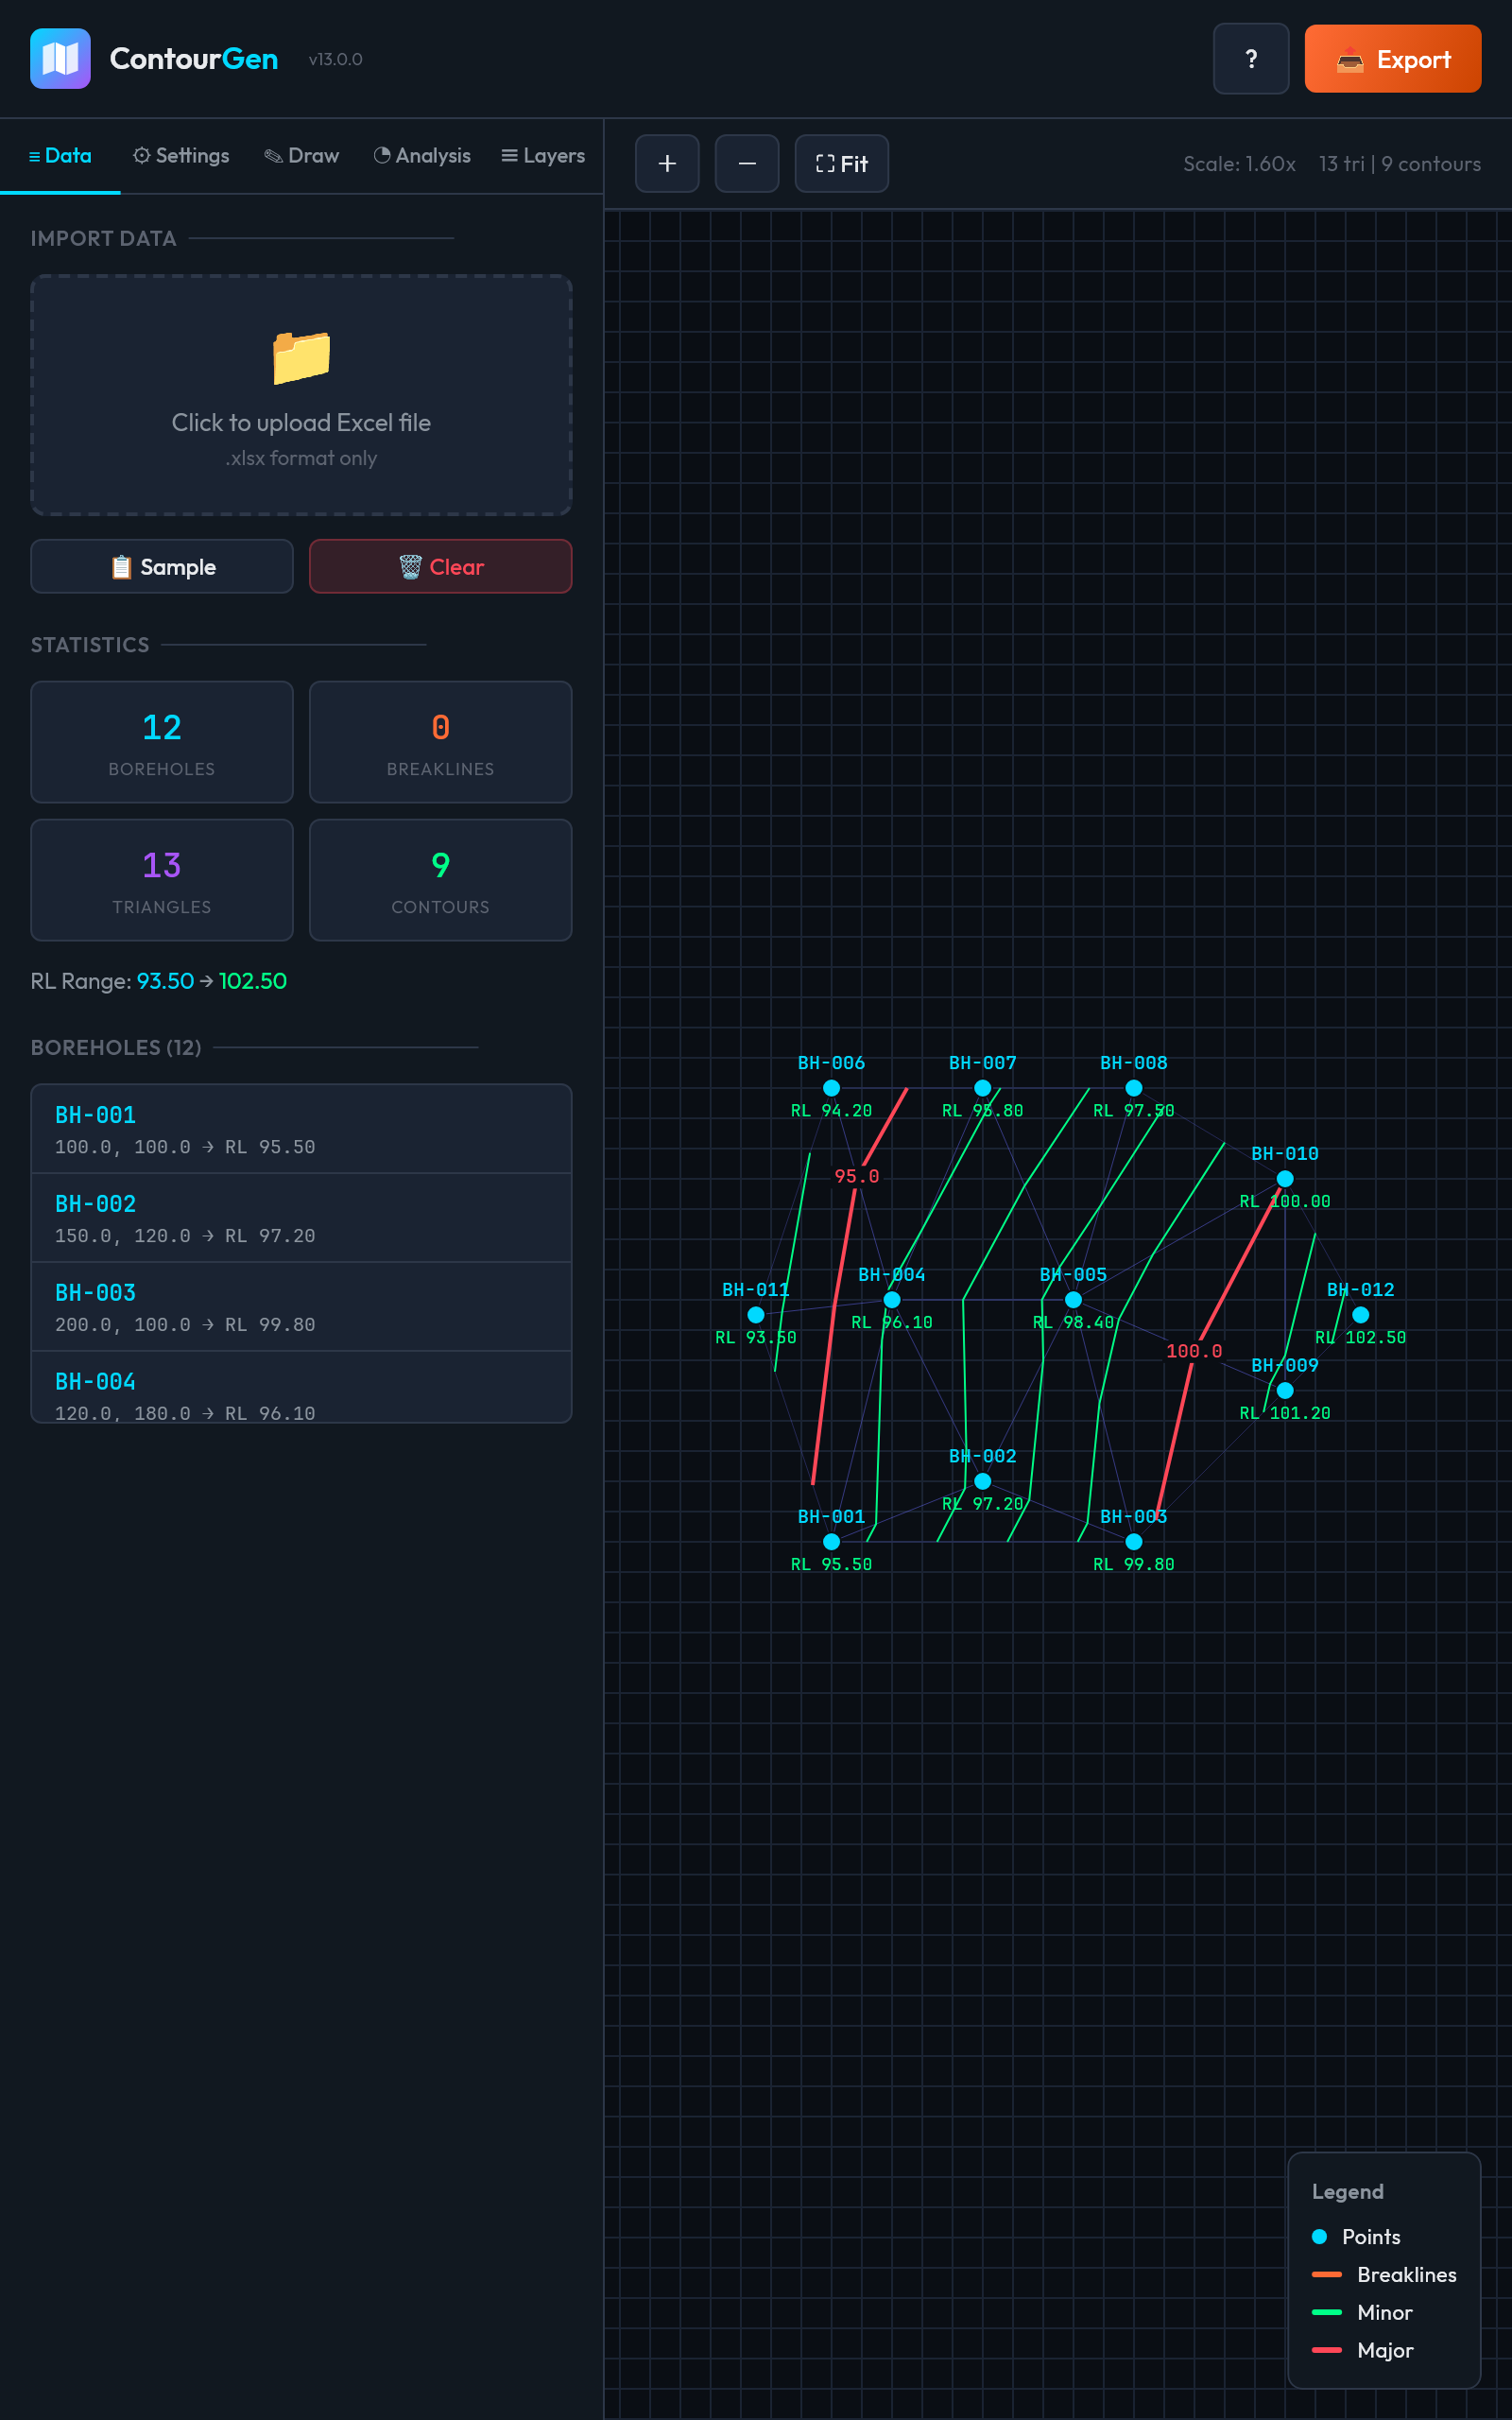 ContourGen v13.0.0
? Export
Data Settings Draw Analysis Layers
+ − Fit Scale: 1.60x 13 tri | 9 contours
IMPORT DATA
Click to upload Excel file
.xlsx format only
Sample Clear
STATISTICS
12 0
BOREHOLES BREAKLINES
13 9
TRIANGLES CONTOURS
RL Range: 93.50 → 102.50
BOREHOLES (12)
BH-001
100.0, 100.0 → RL 95.50
BH-002
150.0, 120.0 → RL 97.20
BH-003
200.0, 100.0 → RL 99.80
BH-004
120.0, 180.0 → RL 96.10
BH-006 BH-007 BH-008
RL 94.20 RL 95.80 RL 97.50
BH-010
95.0
RL 100.00
BH-004 BH-005
BH-011 BH-012
RL 96.10 RL 98.40
RL 93.50 RL 102.50
100.0
BH-009
RL 101.20
BH-002
RL 97.20
BH-001 BH-003
RL 95.50 RL 99.80
Legend
Points
Breaklines
Minor
Major